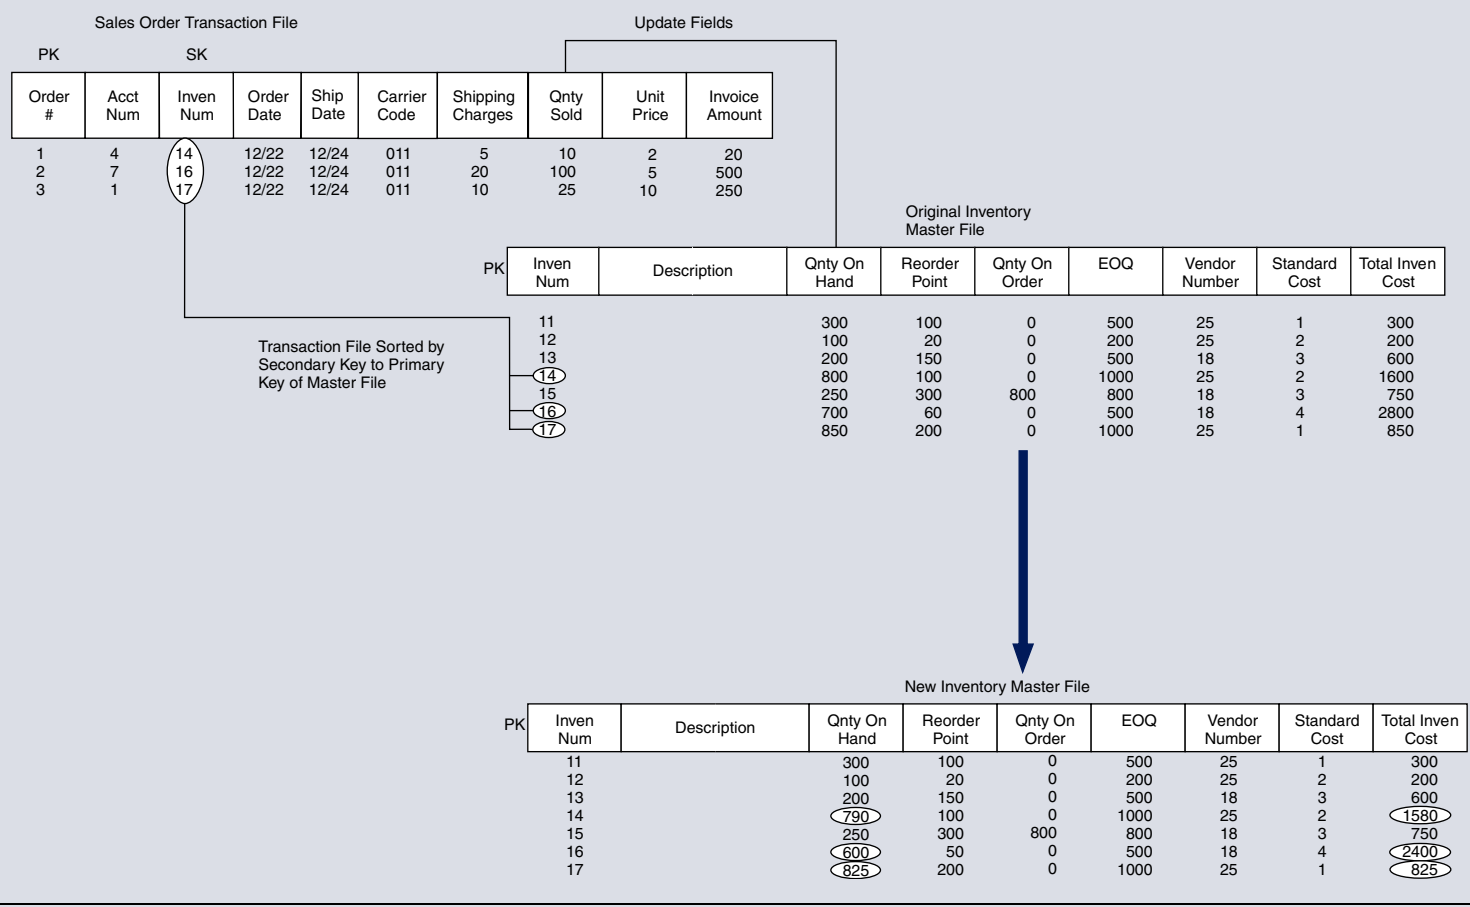 Sales Order Transaction File
Update Fields
PK SK
Order # Acct Num Inven Num Order Date Ship Date Carrier Code Shipping Charges Qnty Sold Unit Price Invoice Amount
1 4 14 12/22 12/24 011 5 10 2 20
2 7 16 12/22 12/24 011 20 100 5 500
3 1 17 12/22 12/24 011 10 25 10 250
Original Inventory
Master File
PK Inven Num Description Qnty On Hand Reorder Point Qnty On Order EOQ Vendor Number Standard Cost Total Inven Cost
11 300 100 0 500 25 1 300
12 100 20 0 200 25 2 200
13 200 150 0 500 18 3 600
14 800 100 0 1000 25 2 1600
15 250 300 800 800 18 3 750
16 700 60 0 500 18 4 2800
17 850 200 0 1000 25 1 850
Transaction File Sorted by
Secondary Key to Primary
Key of Master File
New Inventory Master File
PK Inven Num Description Qnty On Hand Reorder Point Qnty On Order EOQ Vendor Number Standard Cost Total Inven Cost
11 300 100 0 500 25 1 300
12 100 20 0 200 25 2 200
13 200 150 0 500 18 3 600
14 790 100 0 1000 25 2 1580
15 250 300 800 800 18 3 750
16 600 50 0 500 18 4 2400
17 825 200 0 1000 25 1 825